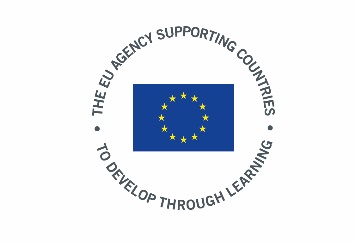 THE EU AGENCY SUPPORTING COUNTRIES
TO DEVELOP THROUGH LEARNING